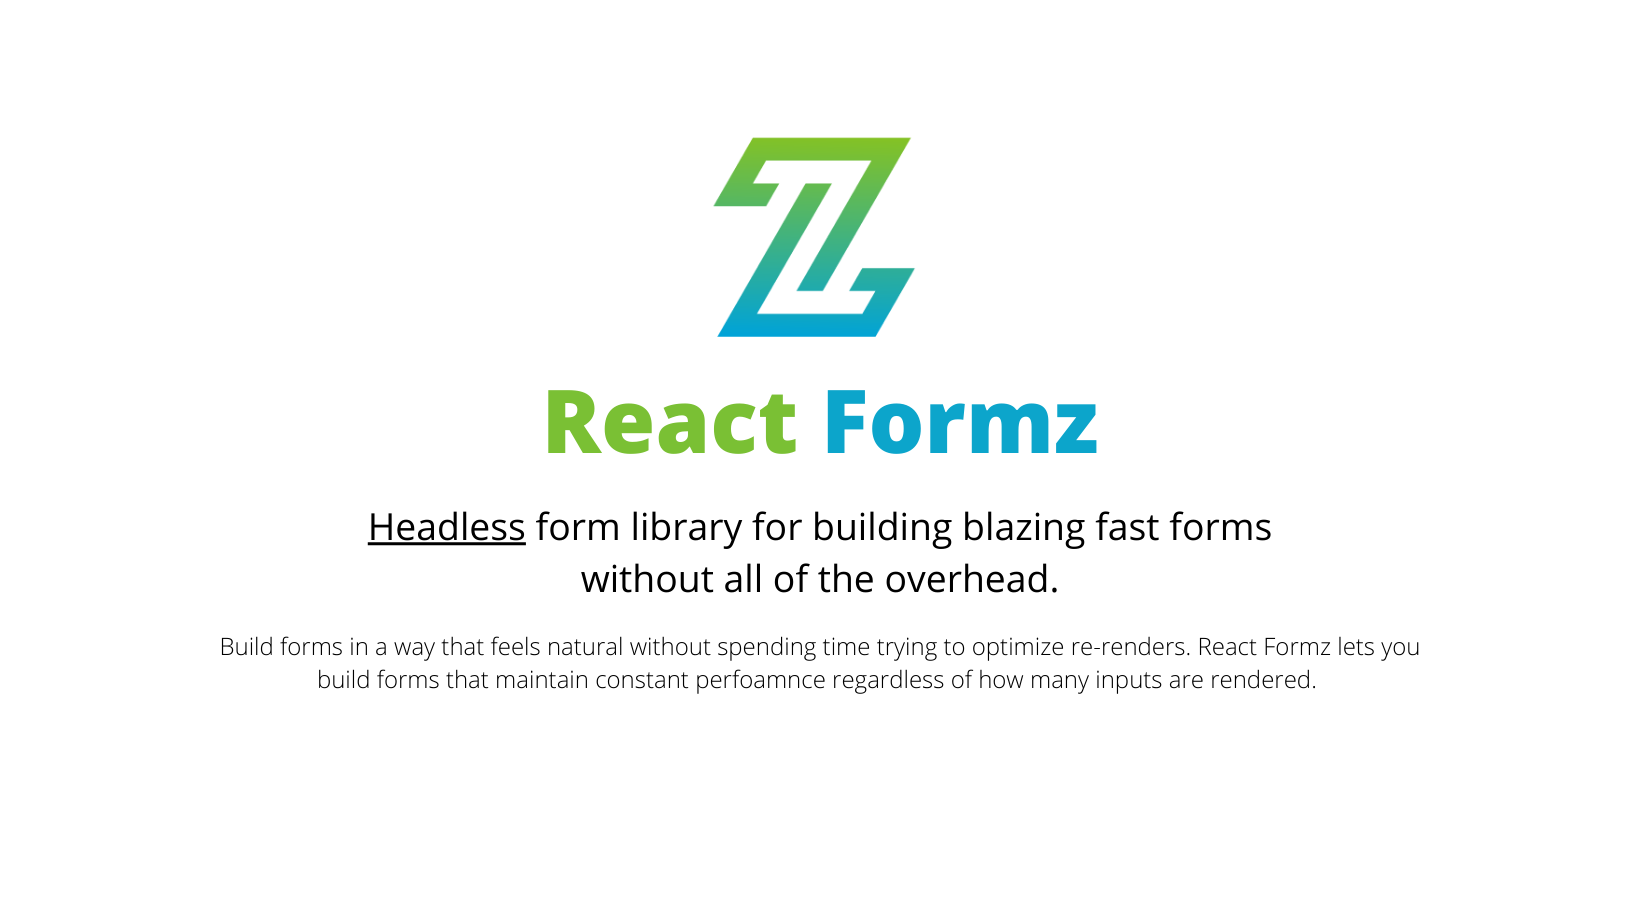 React Formz
Headless form library for building blazing fast forms
without all of the overhead.
Build forms in a way that feels natural without spending time trying to optimize re-renders. React Formz lets you
build forms that maintain constant perfoamnce regardless of how many inputs are rendered.